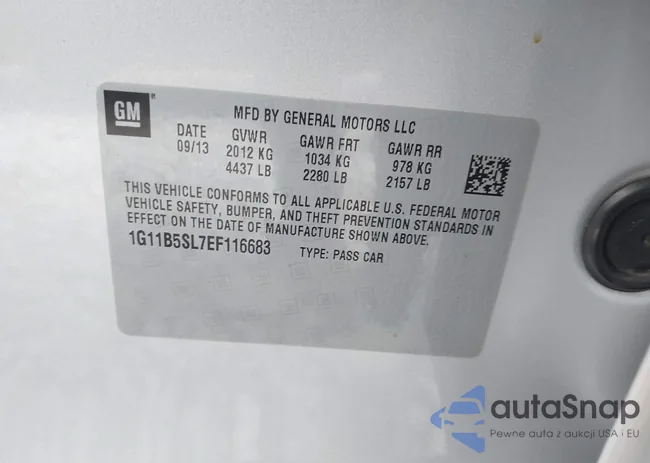 GM
MFD BY GENERAL MOTORS LLC
DATE GVWR GAWR FRT GAWR RR
09/13 2012 KG 1034 KG 978 KG
4437 LB 2280 LB 2157 LB
THIS VEHICLE CONFORMS TO ALL APPLICABLE U.S. FEDERAL MOTOR
VEHICLE SAFETY, BUMPER, AND THEFT PREVENTION STANDARDS IN
EFFECT ON THE DATE OF MANUFACTURE SHOWN ABOVE.
1G11B5SL7EF116683 TYPE: PASS CAR
autaSnap
Pewne auta z aukcji USA i EU